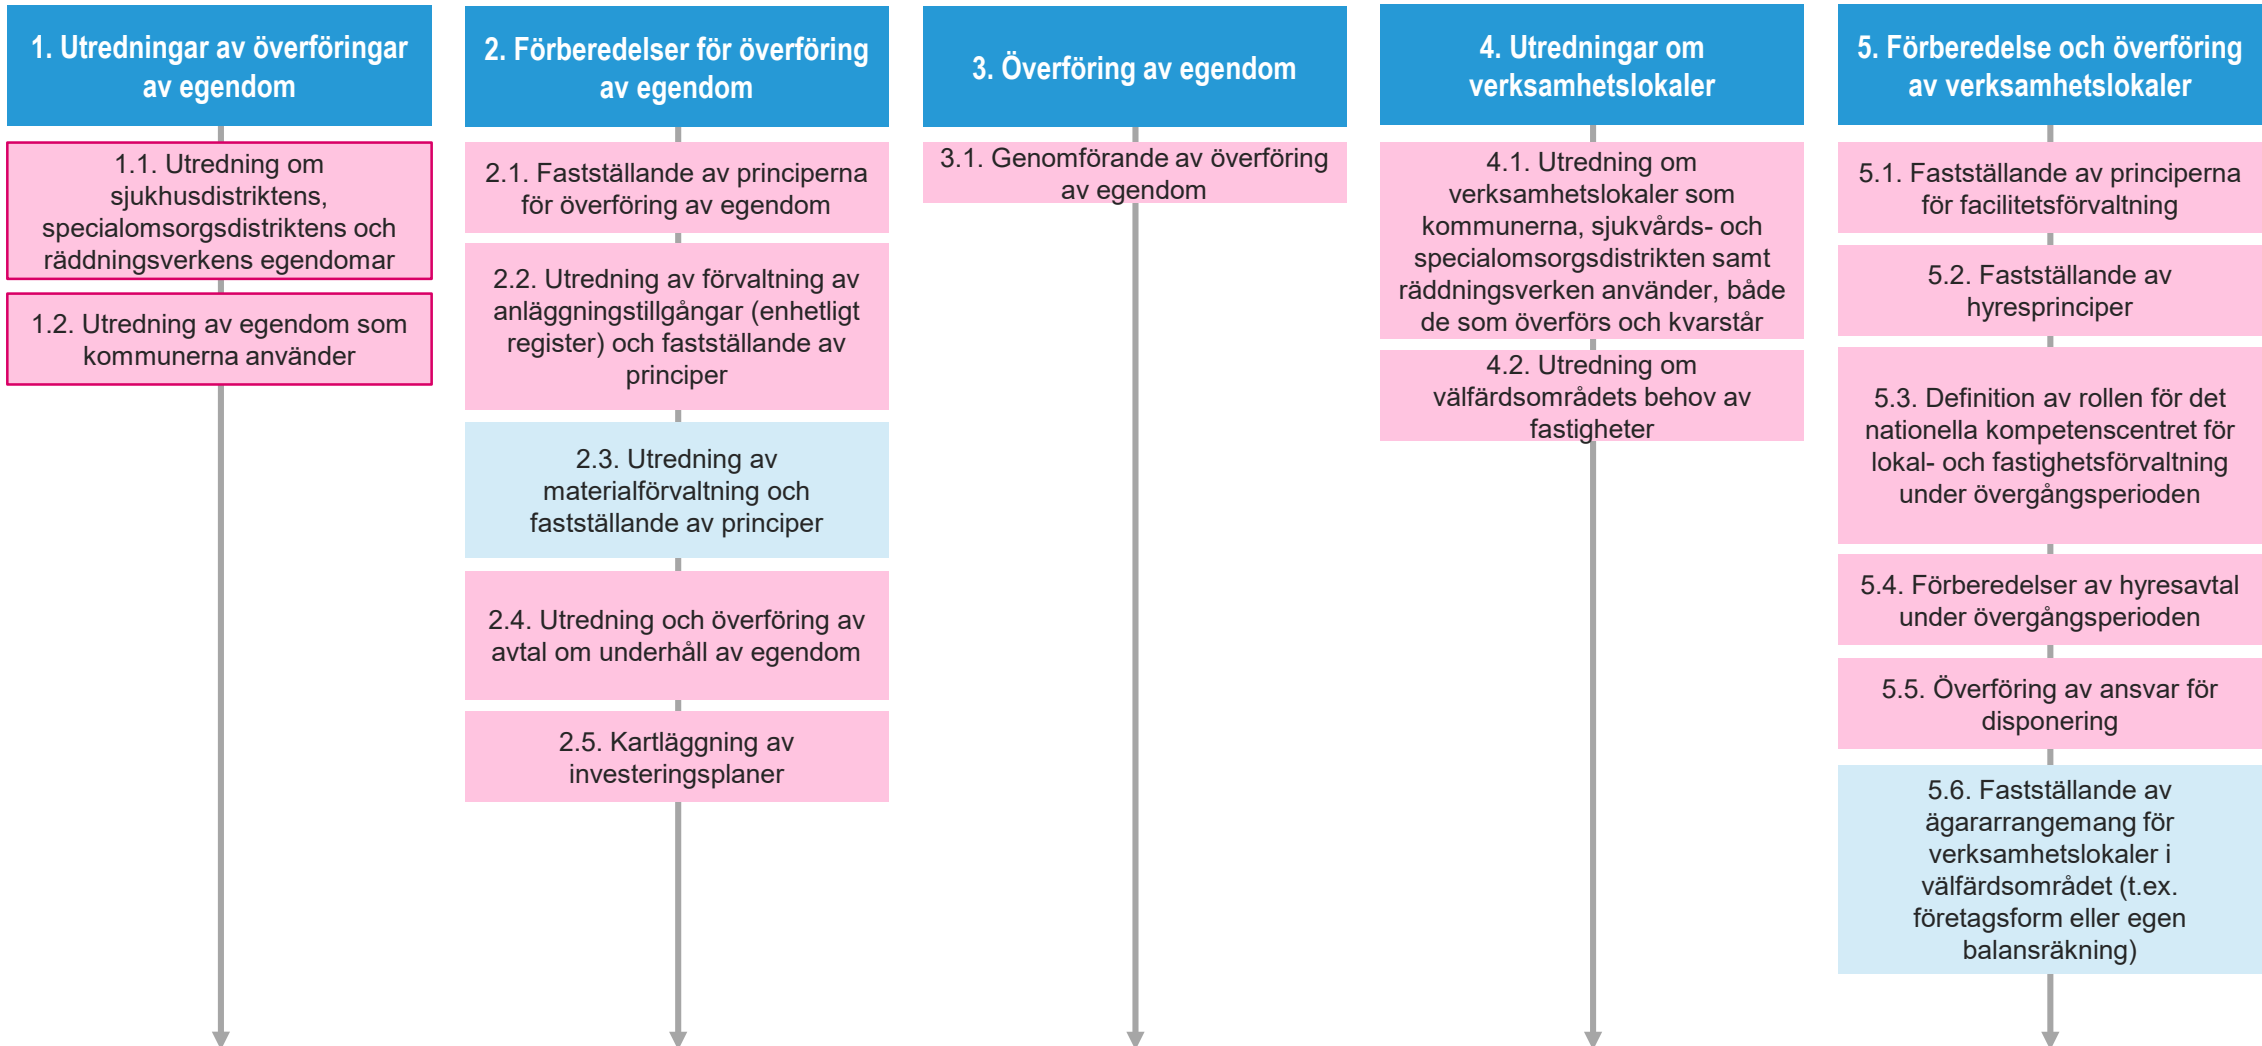 1. Utredningar av överföringar
av egendom
1.1. Utredning om
sjukhusdistriktens,
specialomsorgsdistriktens och
räddningsverkens egendomar
1.2. Utredning av egendom som
kommunerna använder
2. Förberedelser för överföring
av egendom
2.1. Fastställande av principerna
för överföring av egendom
2.2. Utredning av förvaltning av
anläggningstillgångar (enhetligt
register) och fastställande av
principer
2.3. Utredning av
materialförvaltning och
fastställande av principer
2.4. Utredning och överföring av
avtal om underhåll av egendom
2.5. Kartläggning av
investeringsplaner
3. Överföring av egendom
3.1. Genomförande av överföring
av egendom
4. Utredningar om
verksamhetslokaler
4.1. Utredning om
verksamhetslokaler som
kommunerna, sjukvårds- och
specialomsorgsdistrikten samt
räddningsverken använder, både
de som överförs och kvarstår
4.2. Utredning om
välfärdsområdets behov av
fastigheter
5. Förberedelse och överföring
av verksamhetslokaler
5.1. Fastställande av principerna
för facilitetsförvaltning
5.2. Fastställande av
hyresprinciper
5.3. Definition av rollen för det
nationella kompetenscentret för
lokal- och fastighetsförvaltning
under övergångsperioden
5.4. Förberedelser av hyresavtal
under övergångsperioden
5.5. Överföring av ansvar för
disponering
5.6. Fastställande av
ägararrangemang för
verksamhetslokaler i
välfärdsområdet (t.ex.
företagsform eller egen
balansräkning)